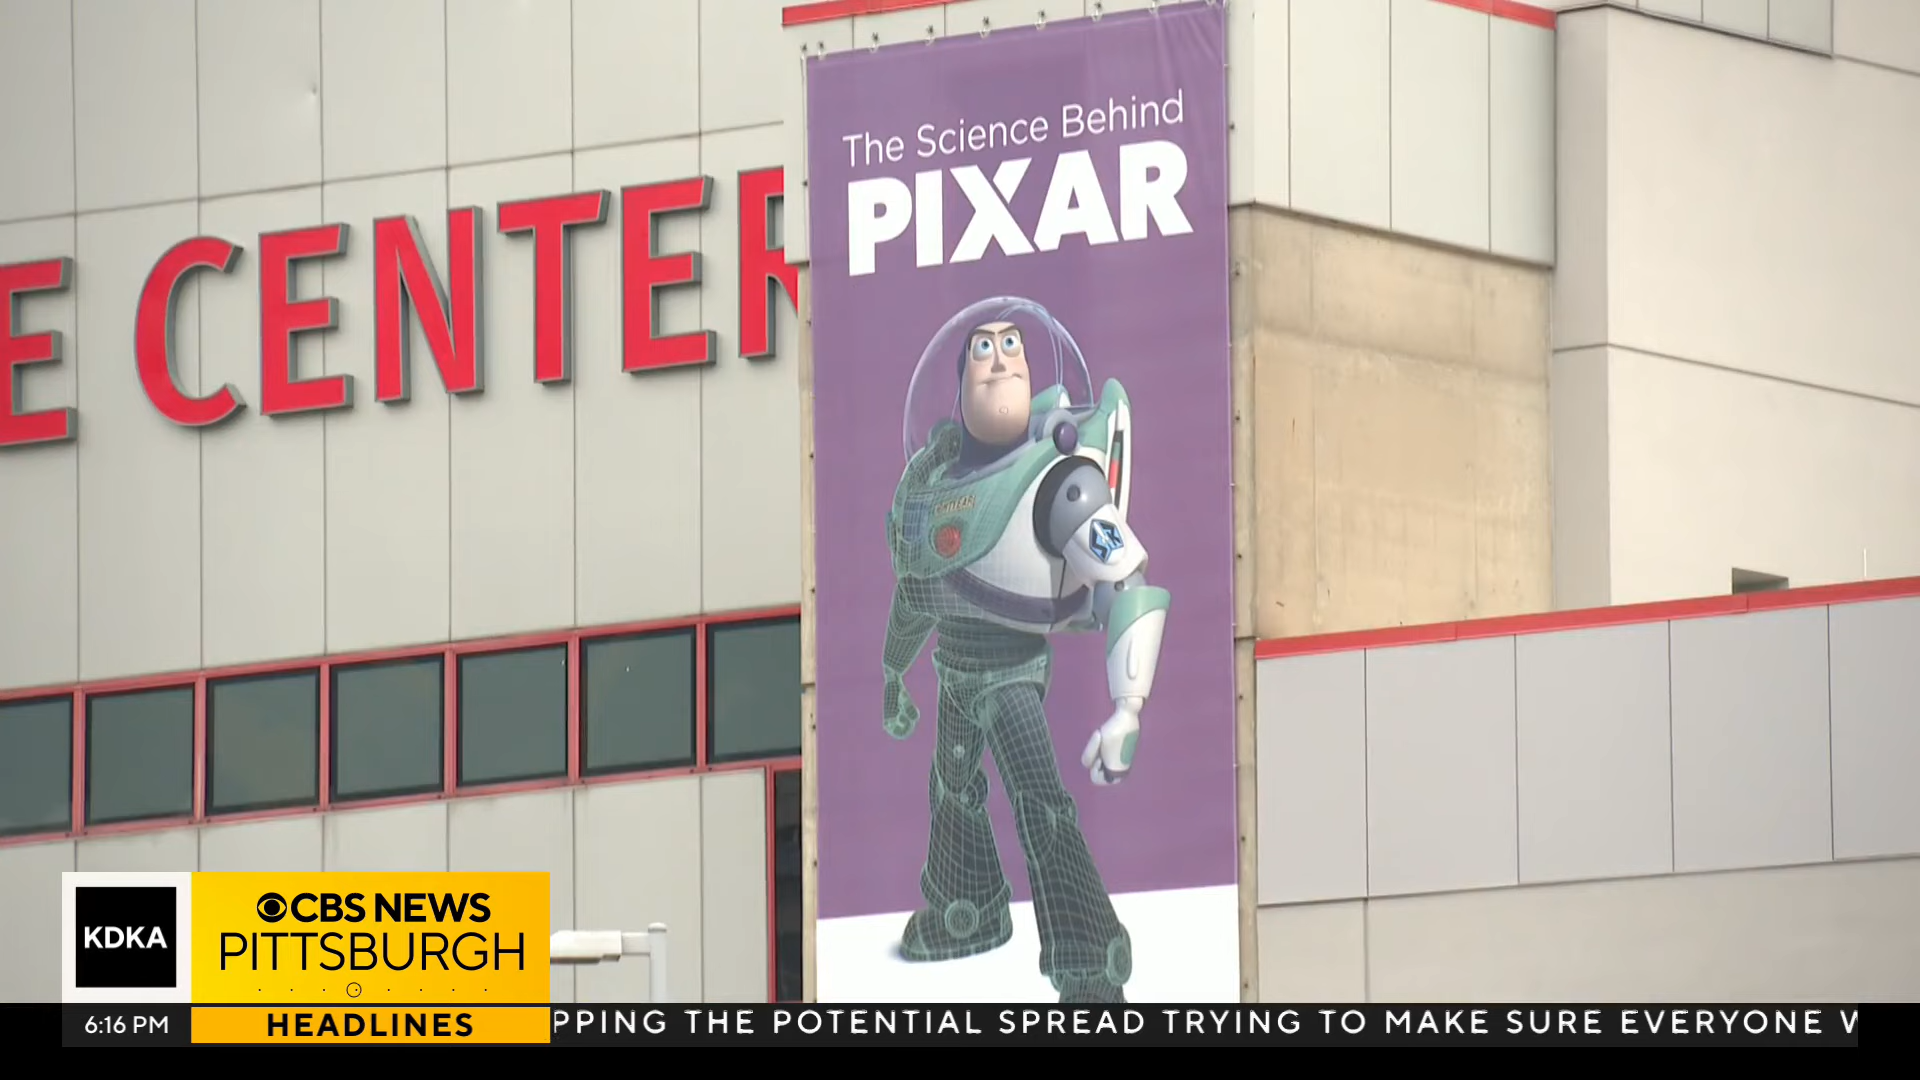 The Science Behind
PIXAR
E CENTER
KDKA
CBS NEWS
PITTSBURGH
6:16 PM
HEADLINES
PPING THE POTENTIAL SPREAD TRYING TO MAKE SURE EVERYONE